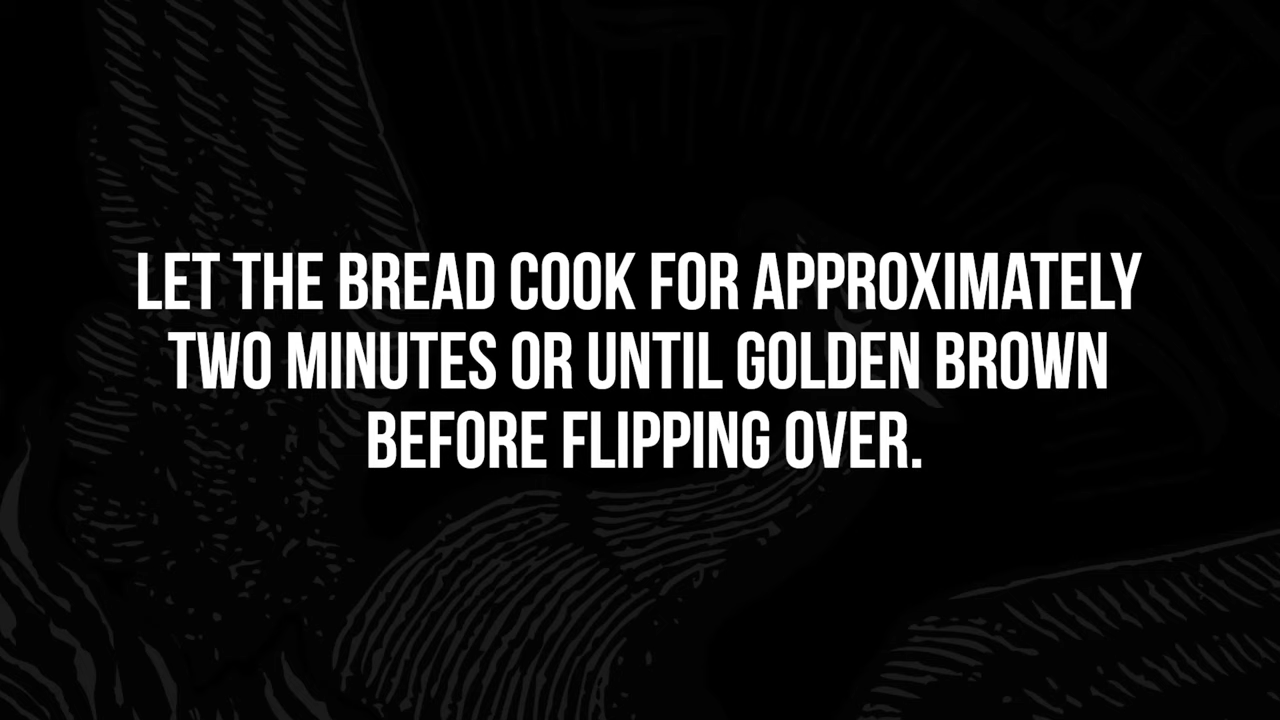 LET THE BREAD COOK FOR APPROXIMATELY
TWO MINUTES OR UNTIL GOLDEN BROWN
BEFORE FLIPPING OVER.